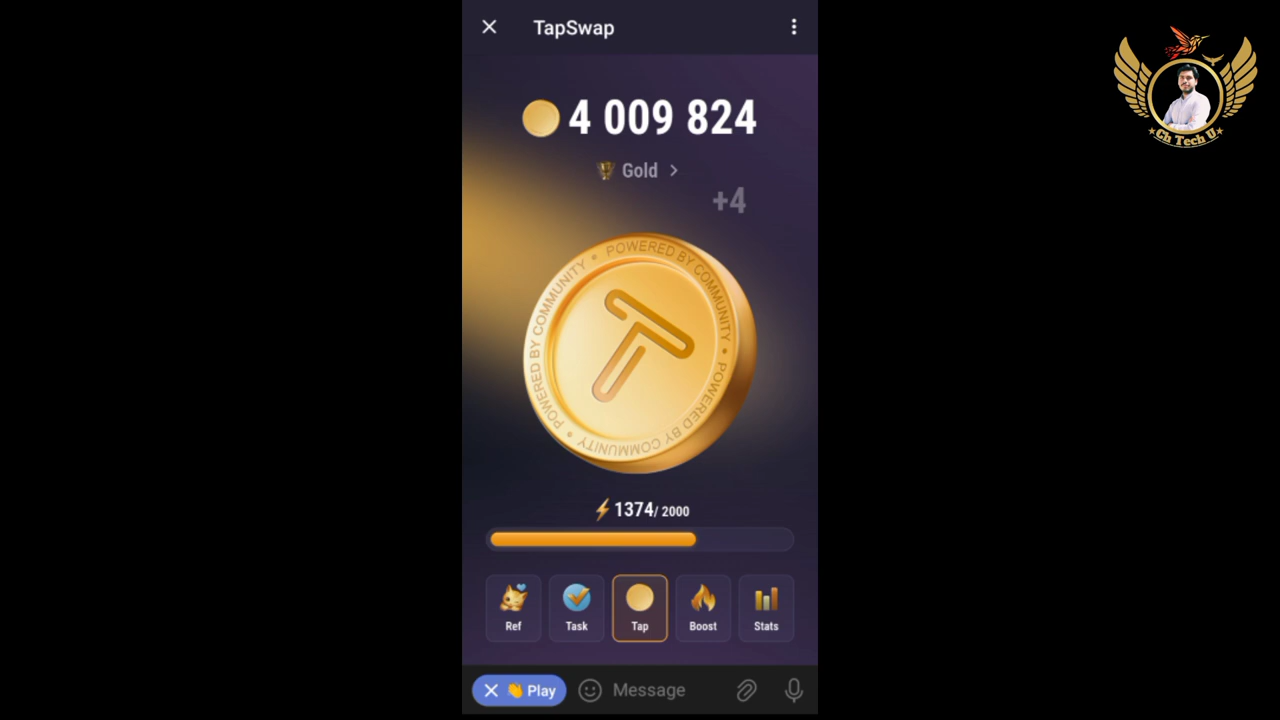 TapSwap
4 009 824
Gold
+4
POWERED BY COMMUNITY • POWERED BY COMMUNITY • POWERED BY COMMUNITY •
1374/ 2000
Ref
Task
Tap
Boost
Stats
Play
Message
Ch Tech U